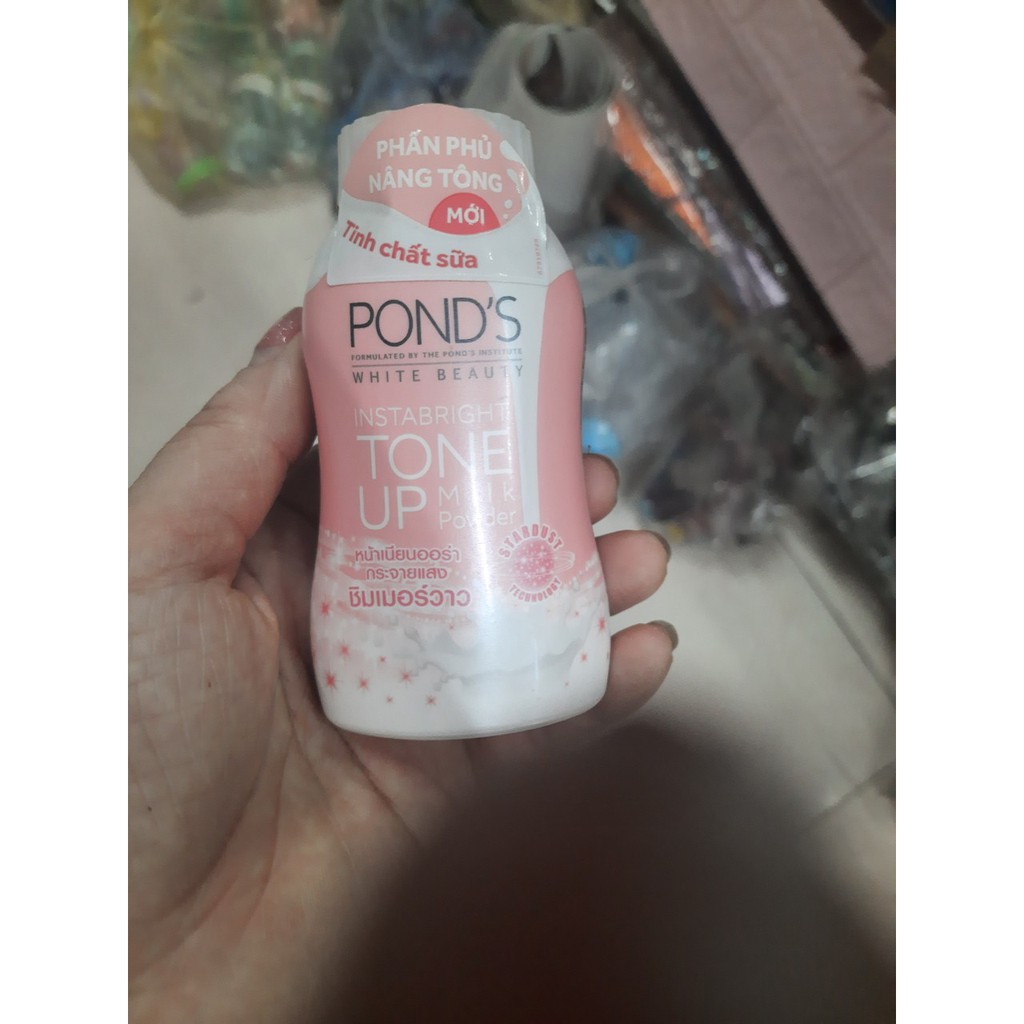 PHẤN PHỦ
NÂNG TÔNG
MỚI
Tinh chất sữa
POND'S
FORMULATED BY THE POND'S INSTITUTE
WHITE BEAUTY
INSTABRIGHT
TONE
UP Milk
Powder
หน้าเนียนออร่า
กระจายแสง
ชิมเมอร์วาว
STARDUST
TECHNOLOGY